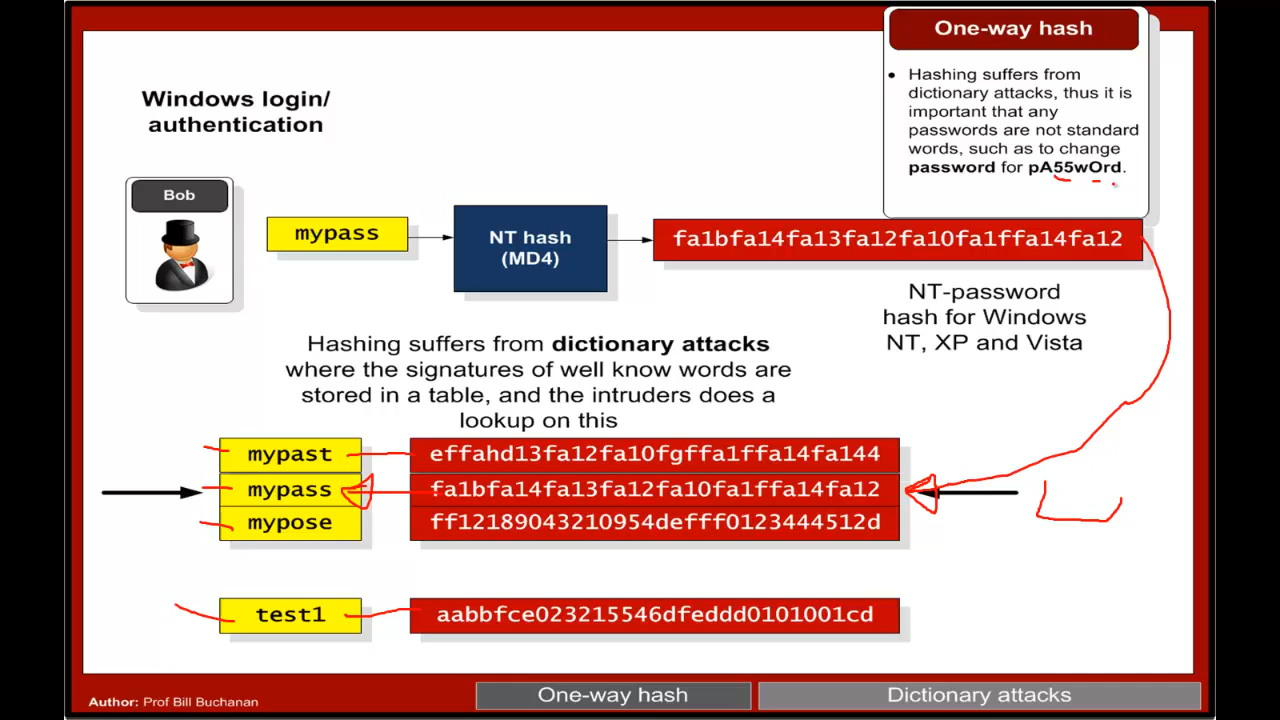 One-way hash
• Hashing suffers from
dictionary attacks, thus it is
important that any
passwords are not standard
words, such as to change
password for pA55wOrd.
Windows login/
authentication
Bob
mypass
NT hash
(MD4)
fa1bfa14fa13fa12fa10fa1ffa14fa12
NT-password
hash for Windows
NT, XP and Vista
Hashing suffers from dictionary attacks
where the signatures of well know words are
stored in a table, and the intruders does a
lookup on this
mypast effahd13fa12fa10fgffa1ffa14fa144
mypass fa1bfa14fa13fa12fa10fa1ffa14fa12
mypose ff12189043210954defff0123444512d
test1 aabbfce023215546dfeddd0101001cd
Author: Prof Bill Buchanan
One-way hash
Dictionary attacks